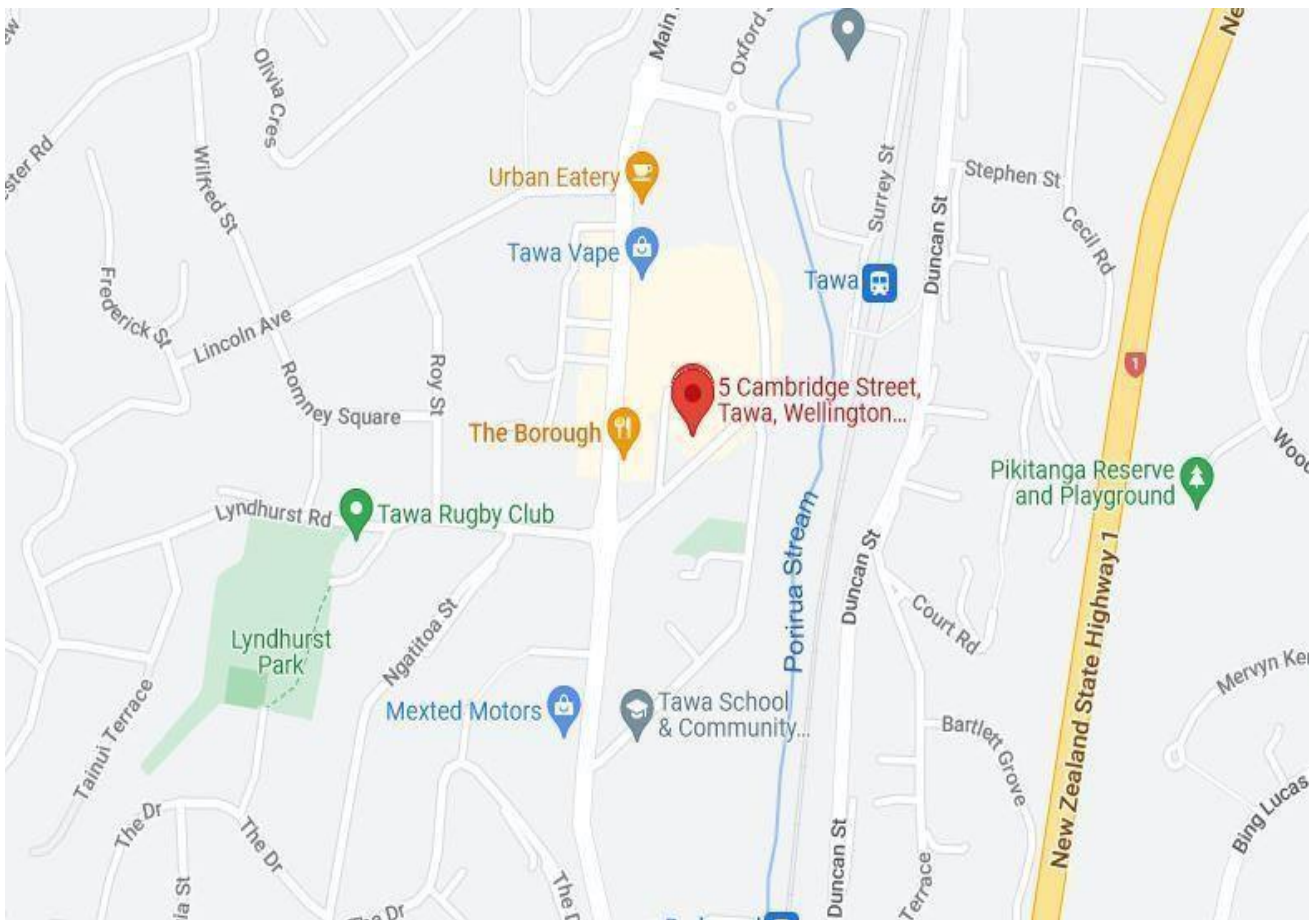 Main
Oxford
Olivia Cres
Wilfred St
Urban Eatery
Surrey St
Stephen St
Duncan St
Cecil Rd
Tawa Vape
Tawa
Frederick St
Lincoln Ave
Romney Square
Roy St
1
5 Cambridge Street,
Tawa, Wellington...
The Borough
Pikitanga Reserve
and Playground
Lyndhurst Rd
Tawa Rugby Club
Porirua Stream
Duncan St
New Zealand State Highway 1
Court Rd
Ngatitoa St
Lyndhurst
Park
Tainui Terrace
Mexted Motors
Tawa School
& Community...
Bartlett Grove
Mervyn
Bing Lucas
The Dr
The Dr
Duncan St
Terrace
The Dr
The